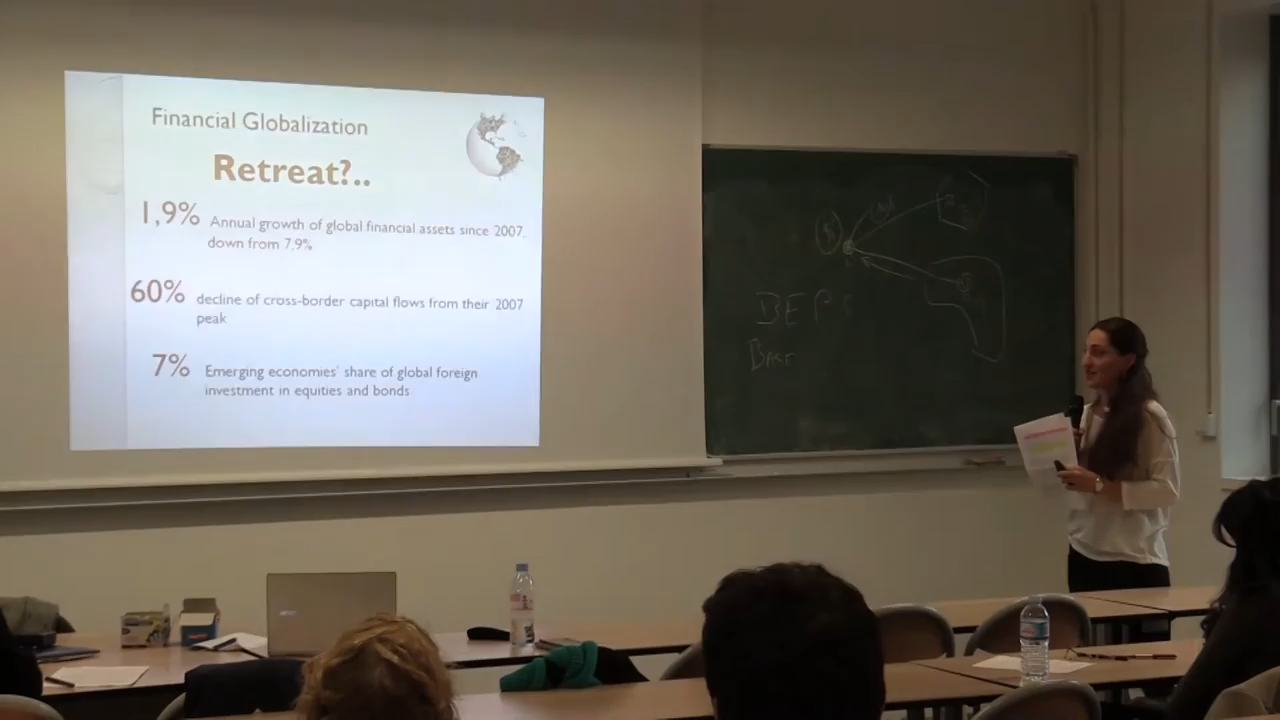 Financial Globalization
Retreat?..
1,9% Annual growth of global financial assets since 2007,
down from 7,9%
60% decline of cross-border capital flows from their 2007
peak
7% Emerging economies' share of global foreign
investment in equities and bonds
BEPS
BASE